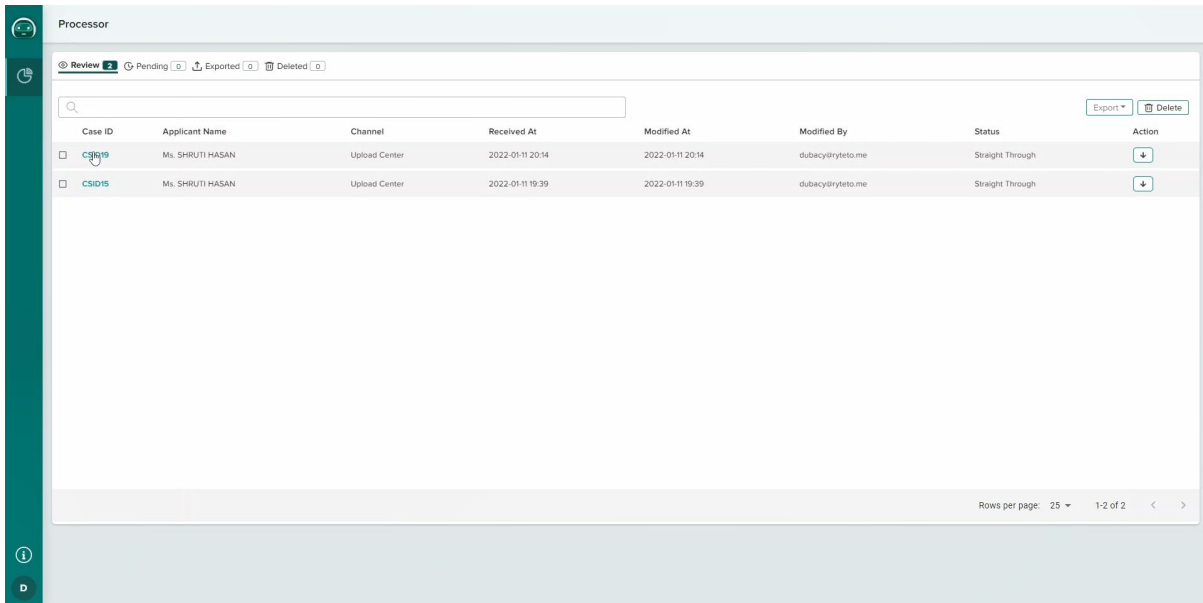 Processor
Review 2 Pending 0 Exported 0 Deleted 0
Export Delete
Case ID Applicant Name Channel Received At Modified At Modified By Status Action
CSID19 Ms. SHRUTI HASAN Upload Center 2022-01-11 20:14 2022-01-11 20:14 dubacy@ryteto.me Straight Through
CSID15 Ms. SHRUTI HASAN Upload Center 2022-01-11 19:39 2022-01-11 19:39 dubacy@ryteto.me Straight Through
Rows per page: 25 1-2 of 2
D